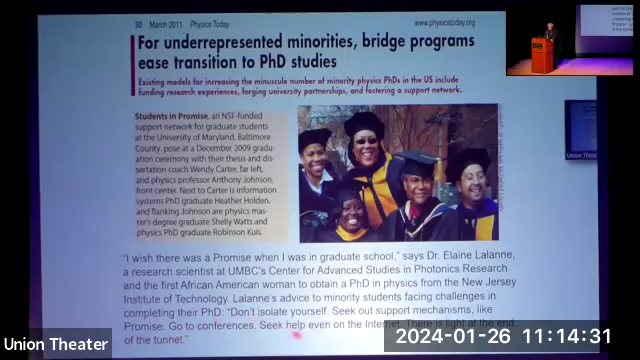 30 March 2011 Physics Today
www.physicstoday.org
For underrepresented minorities, bridge programs
ease transition to PhD studies
Existing models for increasing the minuscule number of minority physics PhDs in the US include
funding research experiences, forging university partnerships, and fostering a support network.
Students in Promise, an NSF-funded
support network for graduate students
at the University of Maryland, Baltimore
County, pose at a December 2009 gradu-
ation ceremony with their thesis and dis-
sertation coach Wendy Carter, far left,
and physics professor Anthony Johnson,
front center. Next to Carter is information
systems PhD graduate Heather Holden,
and flanking Johnson are physics mas-
ter's degree graduate Shelly Watts and
physics PhD graduate Robinson Kuis.
"I wish there was a Promise when I was in graduate school," says Dr. Elaine Lalanne,
a research scientist at UMBC's Center for Advanced Studies in Photonics Research
and the first African American woman to obtain a PhD in physics from the New Jersey
Institute of Technology. Lalanne's advice to minority students facing challenges in
completing their PhD: "Don't isolate yourself. Seek out support mechanisms, like
Promise. Go to conferences. Seek help even on the Internet. There is light at the end
of the tunnel."
Union Theater
Union Theater
2024-01-26 11:14:31